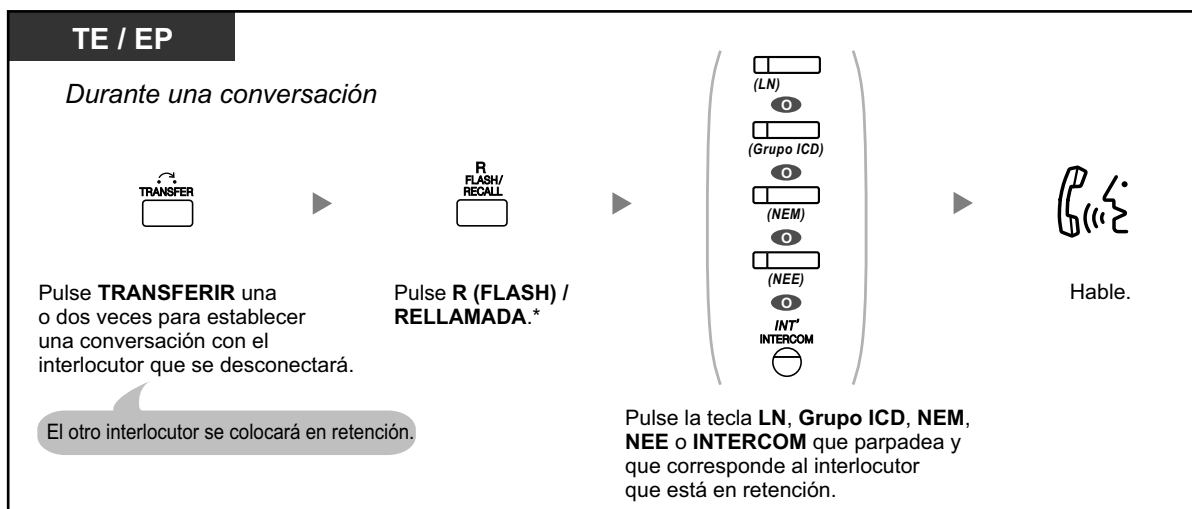 TE / EP
Durante una conversación
TRANSFER
Pulse TRANSFERIR una
o dos veces para establecer
una conversación con el
interlocutor que se desconectará.
El otro interlocutor se colocará en retención.
R
FLASH/
RECALL
Pulse R (FLASH) /
RELLAMADA.*
(LN)
O
(Grupo ICD)
O
(NEM)
O
(NEE)
O
INT'
INTERCOM
Pulse la tecla LN, Grupo ICD, NEM,
NEE o INTERCOM que parpadea y
que corresponde al interlocutor
que está en retención.
Hable.